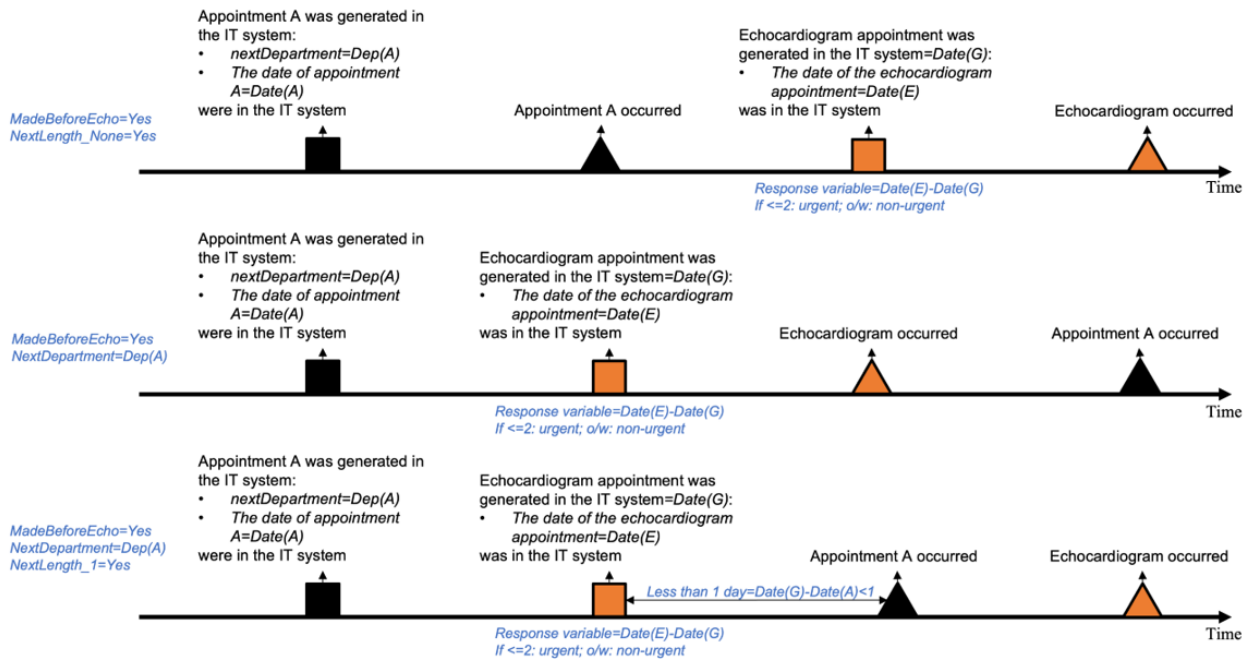 Appointment A was generated in
the IT system:
• nextDepartment=Dep(A)
• The date of appointment
A=Date(A)
were in the IT system
Echocardiogram appointment was
generated in the IT system=Date(G):
• The date of the echocardiogram
appointment=Date(E)
was in the IT system
MadeBeforeEcho=Yes
NextLength_None=Yes
Appointment A occurred
Echocardiogram occurred
Time
Response variable=Date(E)-Date(G)
If <=2: urgent; o/w: non-urgent
Appointment A was generated in
the IT system:
• nextDepartment=Dep(A)
• The date of appointment
A=Date(A)
were in the IT system
Echocardiogram appointment was
generated in the IT system=Date(G):
• The date of the echocardiogram
appointment=Date(E)
was in the IT system
MadeBeforeEcho=Yes
NextDepartment=Dep(A)
Echocardiogram occurred
Appointment A occurred
Time
Response variable=Date(E)-Date(G)
If <=2: urgent; o/w: non-urgent
Appointment A was generated in
the IT system:
• nextDepartment=Dep(A)
• The date of appointment
A=Date(A)
were in the IT system
Echocardiogram appointment was
generated in the IT system=Date(G):
• The date of the echocardiogram
appointment=Date(E)
was in the IT system
MadeBeforeEcho=Yes
NextDepartment=Dep(A)
NextLength_1=Yes
Appointment A occurred
Echocardiogram occurred
Less than 1 day=Date(G)-Date(A)<1
Time
Response variable=Date(E)-Date(G)
If <=2: urgent; o/w: non-urgent